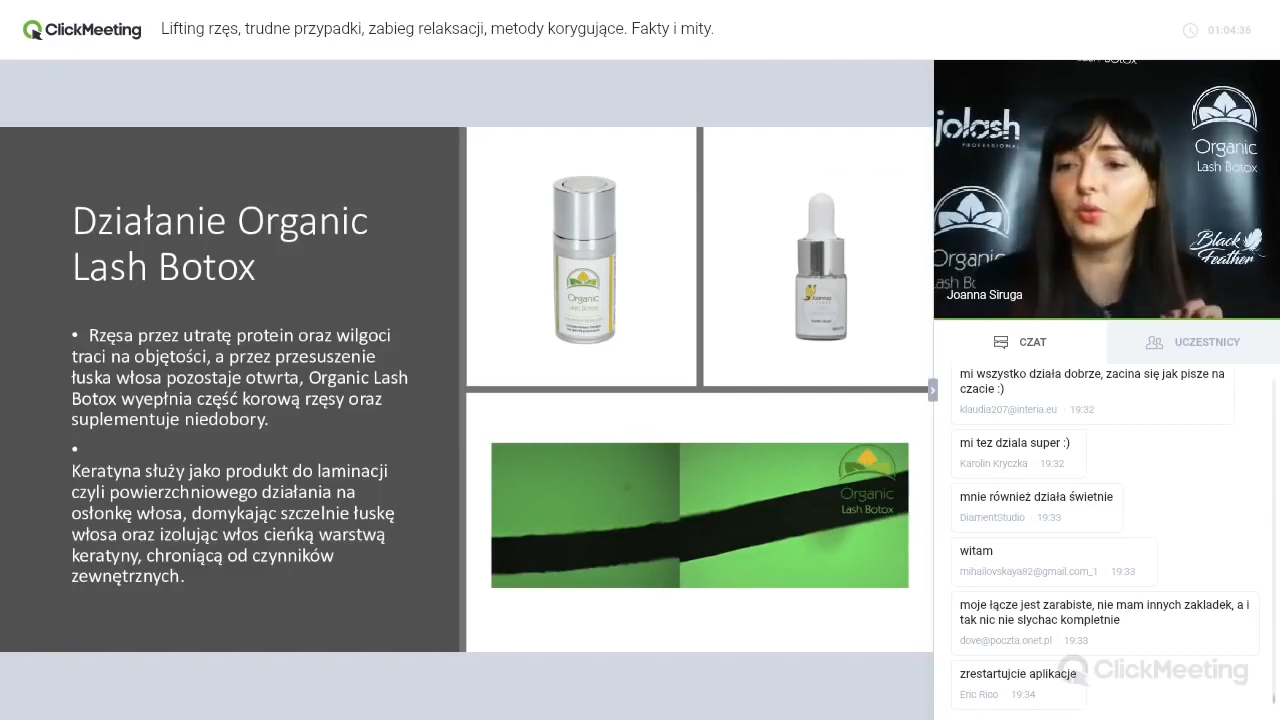 ClickMeeting
Lifting rzęs, trudne przypadki, zabieg relaksacji, metody korygujące. Fakty i mity.
01:04:36
Działanie Organic
Lash Botox
• Rzęsa przez utratę protein oraz wilgoci
traci na objętości, a przez przesuszenie
łuska włosa pozostaje otwrta, Organic Lash
Botox wyepłnia część korową rzęsy oraz
suplementuje niedobory.
•
Keratyna służy jako produkt do laminacji
czyli powierzchniowego działania na
osłonkę włosa, domykając szczelnie łuskę
włosa oraz izolując włos cieńką warstwą
keratyny, chroniącą od czynników
zewnętrznych.
Organic
Lash Botox
Organic
Lash Botox
jolash
PROFESSIONAL
Organic
Lash Botox
Organic
Lash Bo
Black
Feather
Joanna Siruga
CZAT
UCZESTNICY
mi wszystko działa dobrze, zacina się jak pisze na
czacie :)
klaudia207@interia.eu · 19:32
mi tez dziala super :)
Karolin Kryczka · 19:32
mnie również działa świetnie
DiamentStudio · 19:33
witam
mihailovskaya82@gmail.com_1 · 19:33
moje łącze jest zarabiste, nie mam innych zakladek, a i
tak nic nie slychac kompletnie
dove@poczta.onet.pl · 19:33
zrestartujcie aplikacje
Eric Rico · 19:34
ClickMeeting